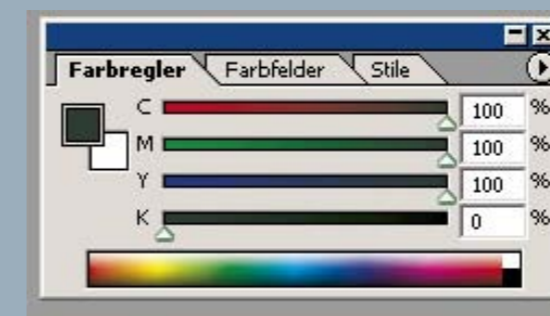 Farbregler Farbfelder Stile
C 100 %
M 100 %
Y 100 %
K 0 %